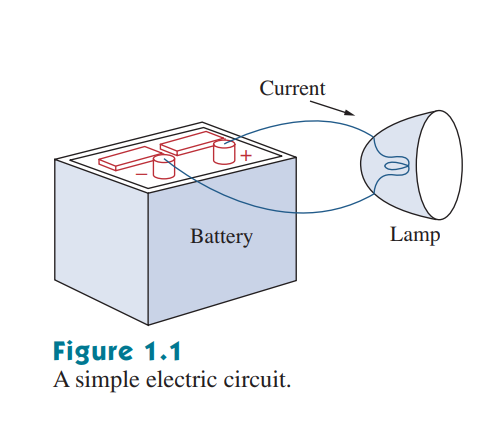 Current
+
−
Battery
Lamp
Figure 1.1
A simple electric circuit.